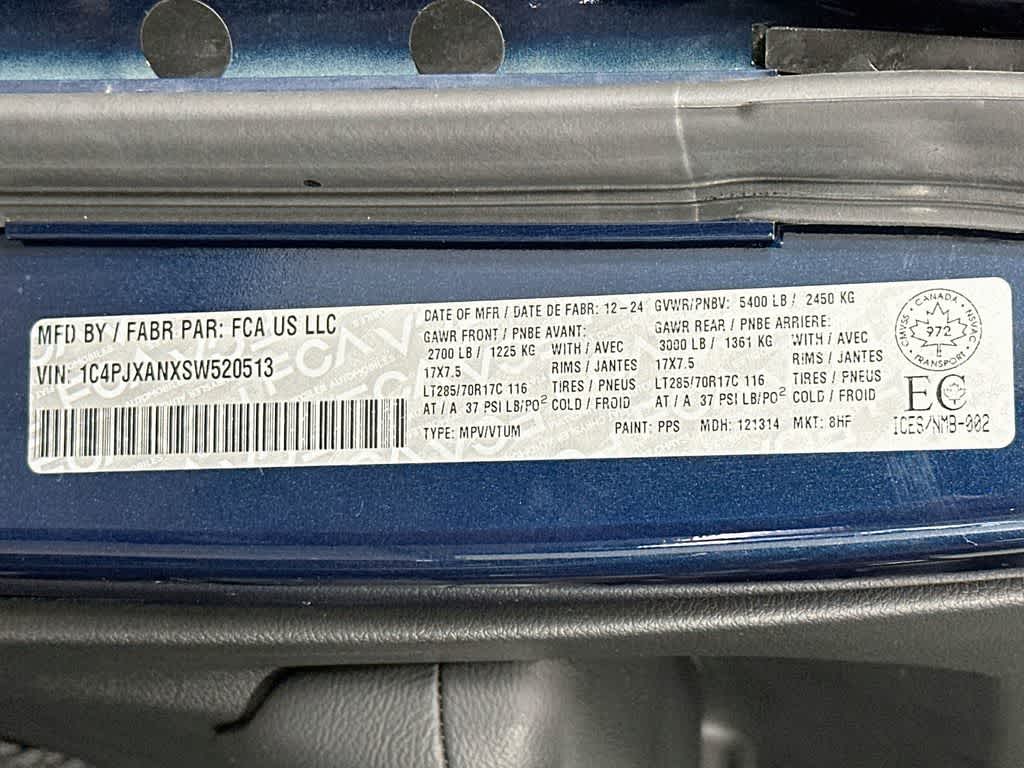 MFD BY / FABR PAR: FCA US LLC
VIN: 1C4PJXANXSW520513
DATE OF MFR / DATE DE FABR: 12-24
GVWR/PNBV: 5400 LB / 2450 KG
GAWR FRONT / PNBE AVANT:
2700 LB / 1225 KG WITH / AVEC
17X7.5 RIMS / JANTES
LT285/70R17C 116 TIRES / PNEUS
AT / A 37 PSI LB/PO² COLD / FROID
GAWR REAR / PNBE ARRIERE:
3000 LB / 1361 KG WITH / AVEC
17X7.5 RIMS / JANTES
LT285/70R17C 116 TIRES / PNEUS
AT / A 37 PSI LB/PO² COLD / FROID
TYPE: MPV/VTUM PAINT: PPS MDH: 121314 MKT: 8HF
CANADA
CMVSS 972 NSVAC
TRANSPORT
EC
ICES/NMB-002